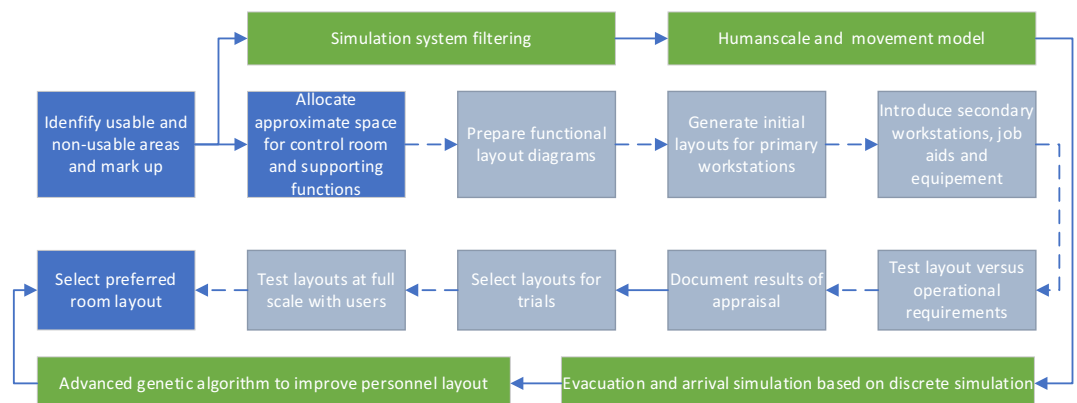 Simulation system filtering
Humanscale and movement model
Idenfify usable and
non-usable areas
and mark up
Allocate
approximate space
for control room
and supporting
functions
Prepare functional
layout diagrams
Generate initial
layouts for primary
workstations
Introduce secondary
workstations, job
aids and
equipement
Select preferred
room layout
Test layouts at full
scale with users
Select layouts for
trials
Document results of
appraisal
Test layout versus
operational
requirements
Advanced genetic algorithm to improve personnel layout
Evacuation and arrival simulation based on discrete simulation